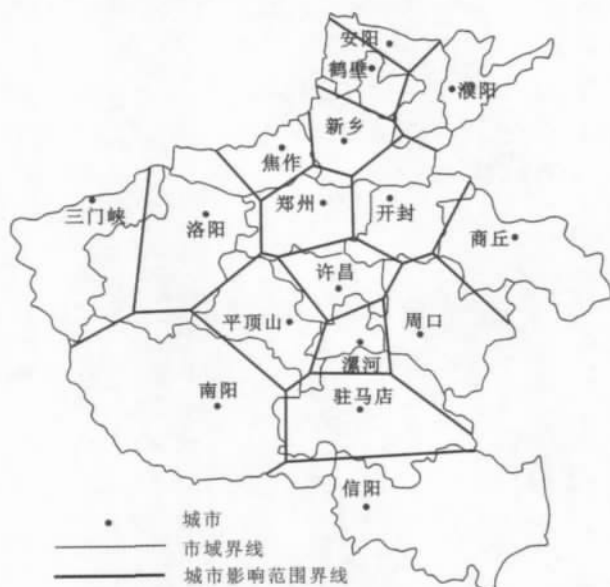 安阳
鹤壁
濮阳
新乡
焦作
三门峡
洛阳
郑州
开封
商丘
许昌
平顶山
周口
漯河
南阳
驻马店
信阳
城市
市域界线
城市影响范围界线